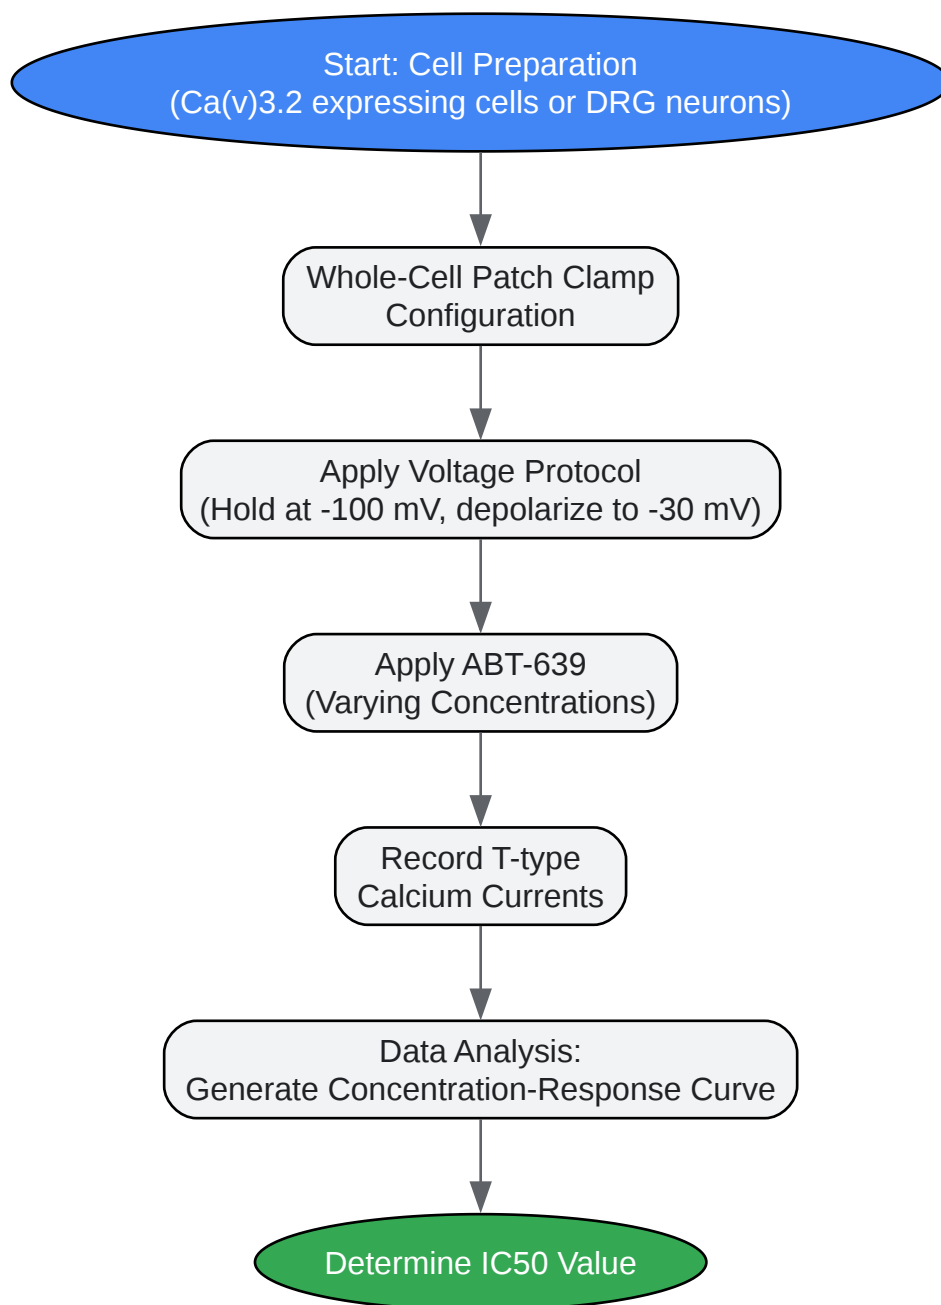 Start: Cell Preparation
(Ca(v)3.2 expressing cells or DRG neurons)
Whole-Cell Patch Clamp
Configuration
Apply Voltage Protocol
(Hold at -100 mV, depolarize to -30 mV)
Apply ABT-639
(Varying Concentrations)
Record T-type
Calcium Currents
Data Analysis:
Generate Concentration-Response Curve
Determine IC50 Value